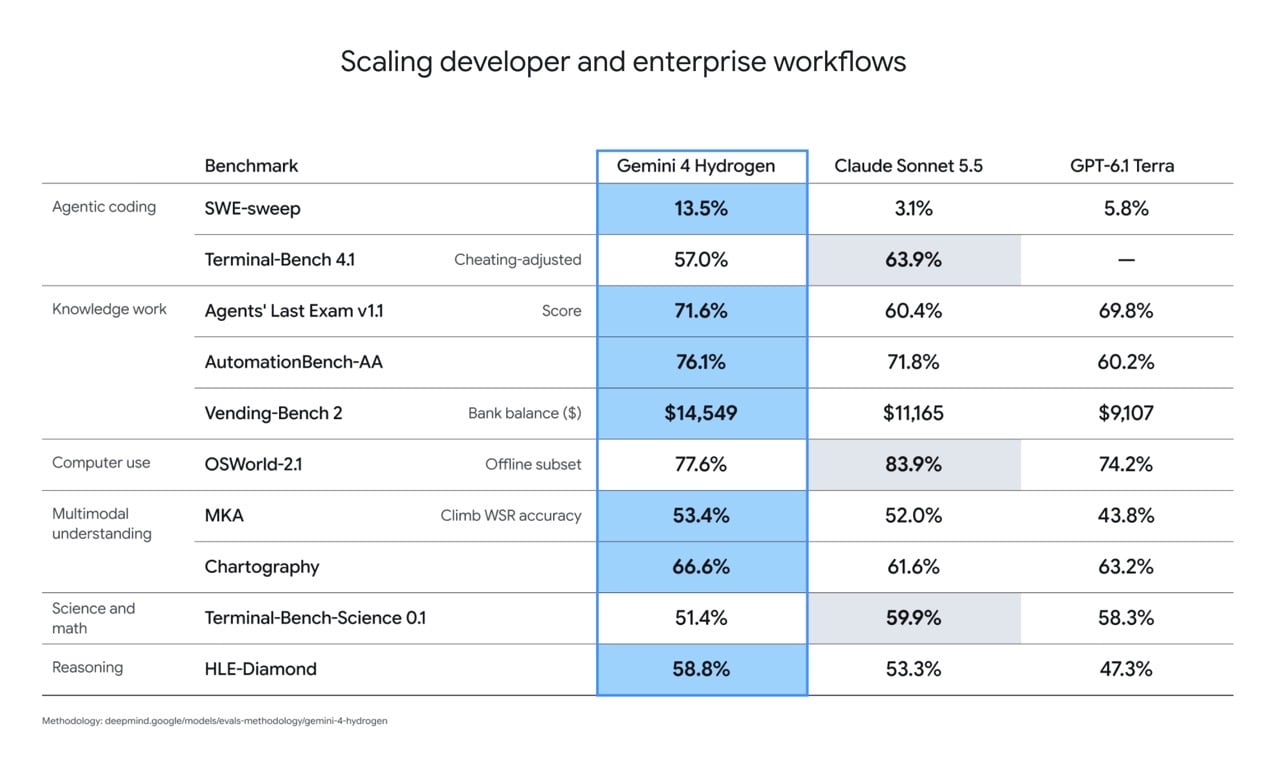 Scaling developer and enterprise workflows
Benchmark Gemini 4 Hydrogen Claude Sonnet 5.5 GPT-6.1 Terra
Agentic coding SWE-sweep 13.5% 3.1% 5.8%
Terminal-Bench 4.1 Cheating-adjusted 57.0% 63.9% —
Knowledge work Agents' Last Exam v1.1 Score 71.6% 60.4% 69.8%
AutomationBench-AA 76.1% 71.8% 60.2%
Vending-Bench 2 Bank balance ($) $14,549 $11,165 $9,107
Computer use OSWorld-2.1 Offline subset 77.6% 83.9% 74.2%
Multimodal
understanding
MKA Climb WSR accuracy 53.4% 52.0% 43.8%
Chartography 66.6% 61.6% 63.2%
Science and
math
Terminal-Bench-Science 0.1 51.4% 59.9% 58.3%
Reasoning HLE-Diamond 58.8% 53.3% 47.3%
Methodology: deepmind.google/models/evals-methodology/gemini-4-hydrogen